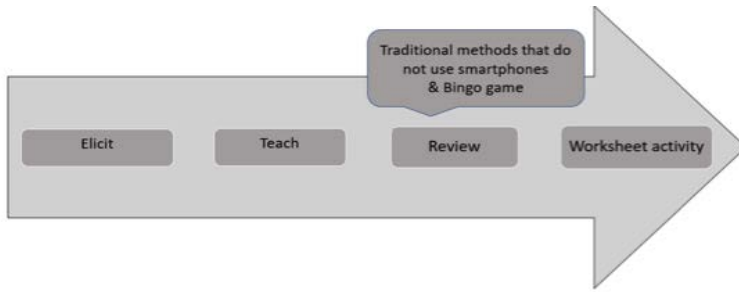 Traditional methods that do
not use smartphones
& Bingo game
Elicit
Teach
Review
Worksheet activity